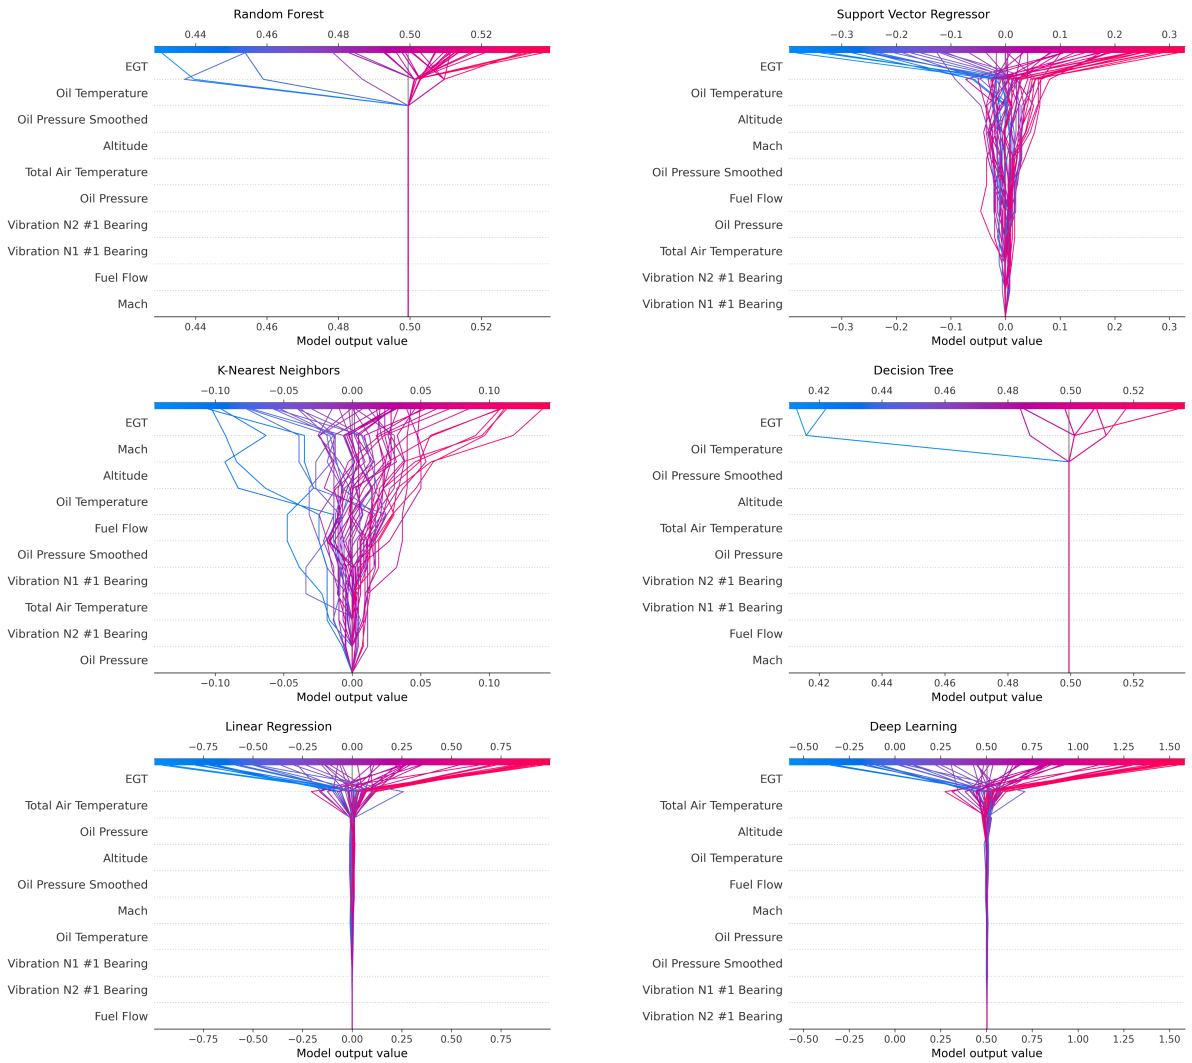 Random Forest
0.44 0.46 0.48 0.50 0.52
EGT
Oil Temperature
Oil Pressure Smoothed
Altitude
Total Air Temperature
Oil Pressure
Vibration N2 #1 Bearing
Vibration N1 #1 Bearing
Fuel Flow
Mach
0.44 0.46 0.48 0.50 0.52
Model output value
Support Vector Regressor
−0.3 −0.2 −0.1 0.0 0.1 0.2 0.3
EGT
Oil Temperature
Altitude
Mach
Oil Pressure Smoothed
Fuel Flow
Oil Pressure
Total Air Temperature
Vibration N2 #1 Bearing
Vibration N1 #1 Bearing
−0.3 −0.2 −0.1 0.0 0.1 0.2 0.3
Model output value
K-Nearest Neighbors
−0.10 −0.05 0.00 0.05 0.10
EGT
Mach
Altitude
Oil Temperature
Fuel Flow
Oil Pressure Smoothed
Vibration N1 #1 Bearing
Total Air Temperature
Vibration N2 #1 Bearing
Oil Pressure
−0.10 −0.05 0.00 0.05 0.10
Model output value
Decision Tree
0.42 0.44 0.46 0.48 0.50 0.52
EGT
Oil Temperature
Oil Pressure Smoothed
Altitude
Total Air Temperature
Oil Pressure
Vibration N2 #1 Bearing
Vibration N1 #1 Bearing
Fuel Flow
Mach
0.42 0.44 0.46 0.48 0.50 0.52
Model output value
Linear Regression
−0.75 −0.50 −0.25 0.00 0.25 0.50 0.75
EGT
Total Air Temperature
Oil Pressure
Altitude
Oil Pressure Smoothed
Mach
Oil Temperature
Vibration N1 #1 Bearing
Vibration N2 #1 Bearing
Fuel Flow
−0.75 −0.50 −0.25 0.00 0.25 0.50 0.75
Model output value
Deep Learning
−0.50 −0.25 0.00 0.25 0.50 0.75 1.00 1.25 1.50
EGT
Total Air Temperature
Altitude
Oil Temperature
Fuel Flow
Mach
Oil Pressure
Oil Pressure Smoothed
Vibration N1 #1 Bearing
Vibration N2 #1 Bearing
−0.50 −0.25 0.00 0.25 0.50 0.75 1.00 1.25 1.50
Model output value